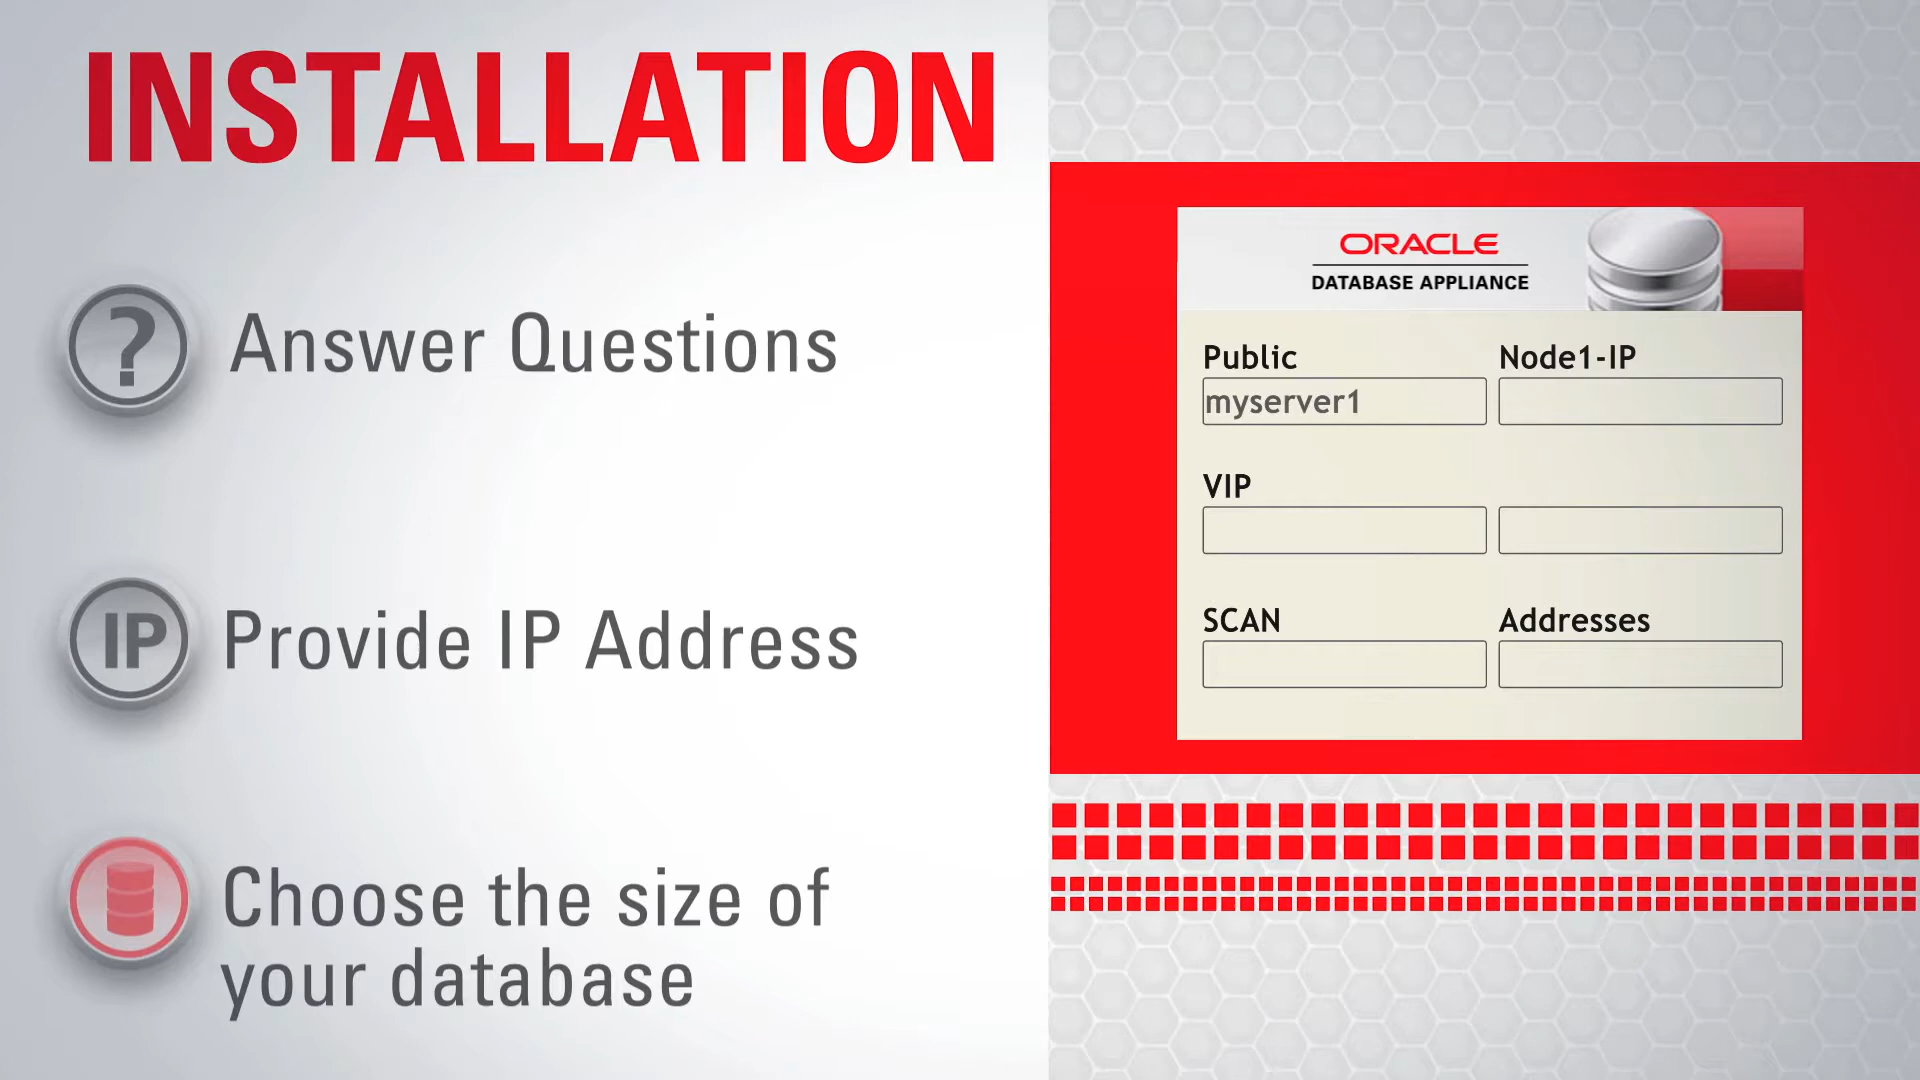 INSTALLATION
? Answer Questions
IP Provide IP Address
Choose the size of
your database
ORACLE
DATABASE APPLIANCE
Public Node1-IP
myserver1
VIP
SCAN Addresses